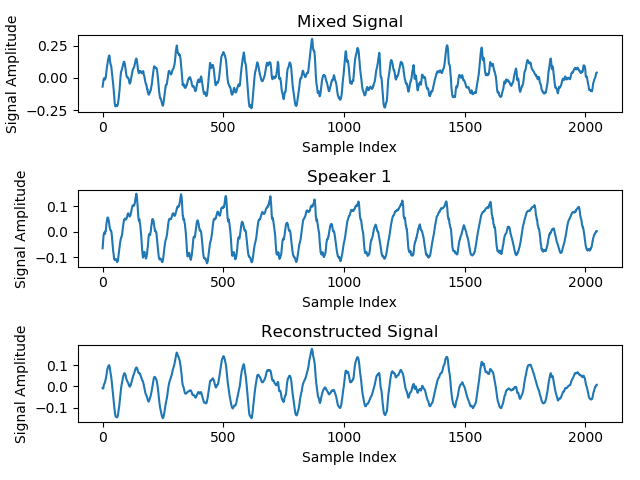 Mixed Signal
Signal Amplitude
0.25
0.00
−0.25
0
500
1000
1500
2000
Sample Index
Speaker 1
Signal Amplitude
0.1
0.0
−0.1
0
500
1000
1500
2000
Sample Index
Reconstructed Signal
Signal Amplitude
0.1
0.0
−0.1
0
500
1000
1500
2000
Sample Index